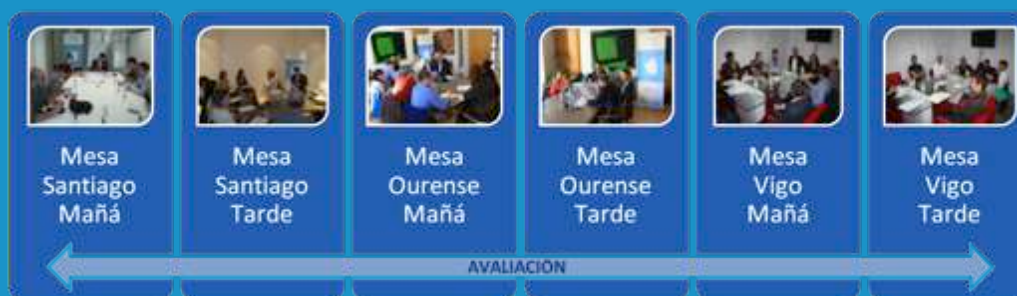 Mesa
Santiago
Mañá
Mesa
Santiago
Tarde
Mesa
Ourense
Mañá
Mesa
Ourense
Tarde
Mesa
Vigo
Mañá
Mesa
Vigo
Tarde
AVALIACIÓN